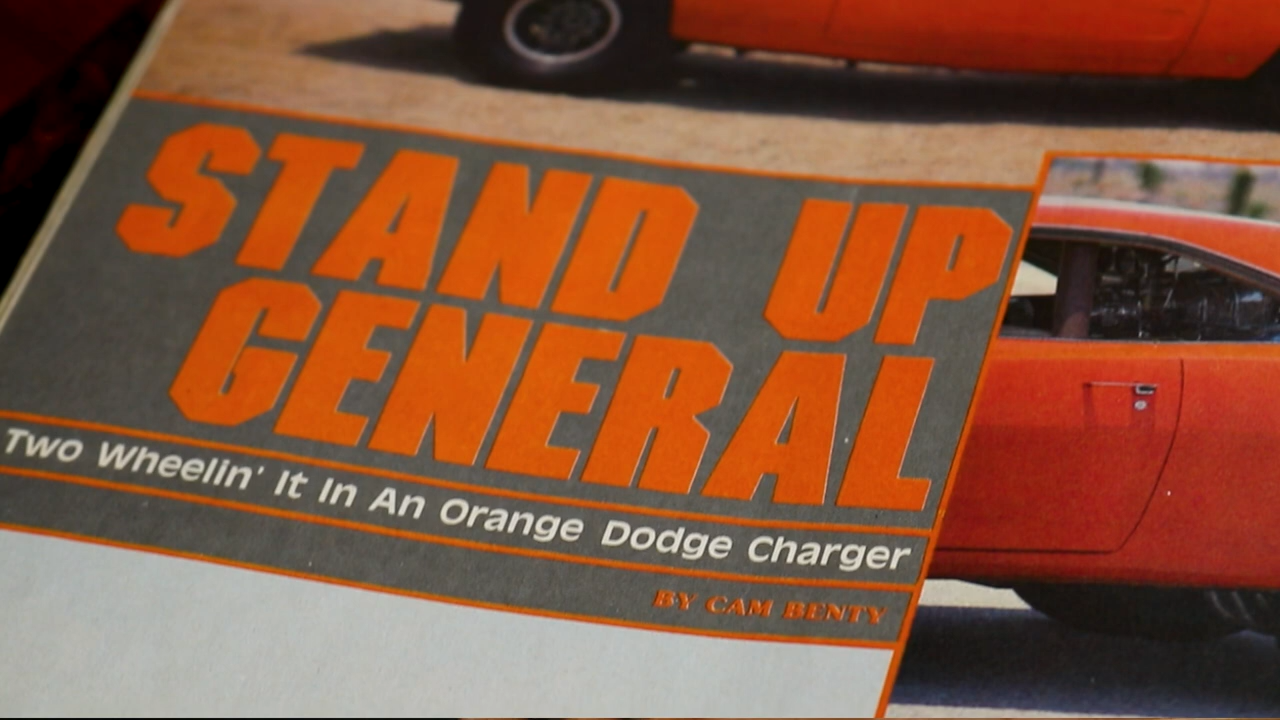 STAND UP
GENERAL
Two Wheelin' It In An Orange Dodge Charger
BY CAM BENTY